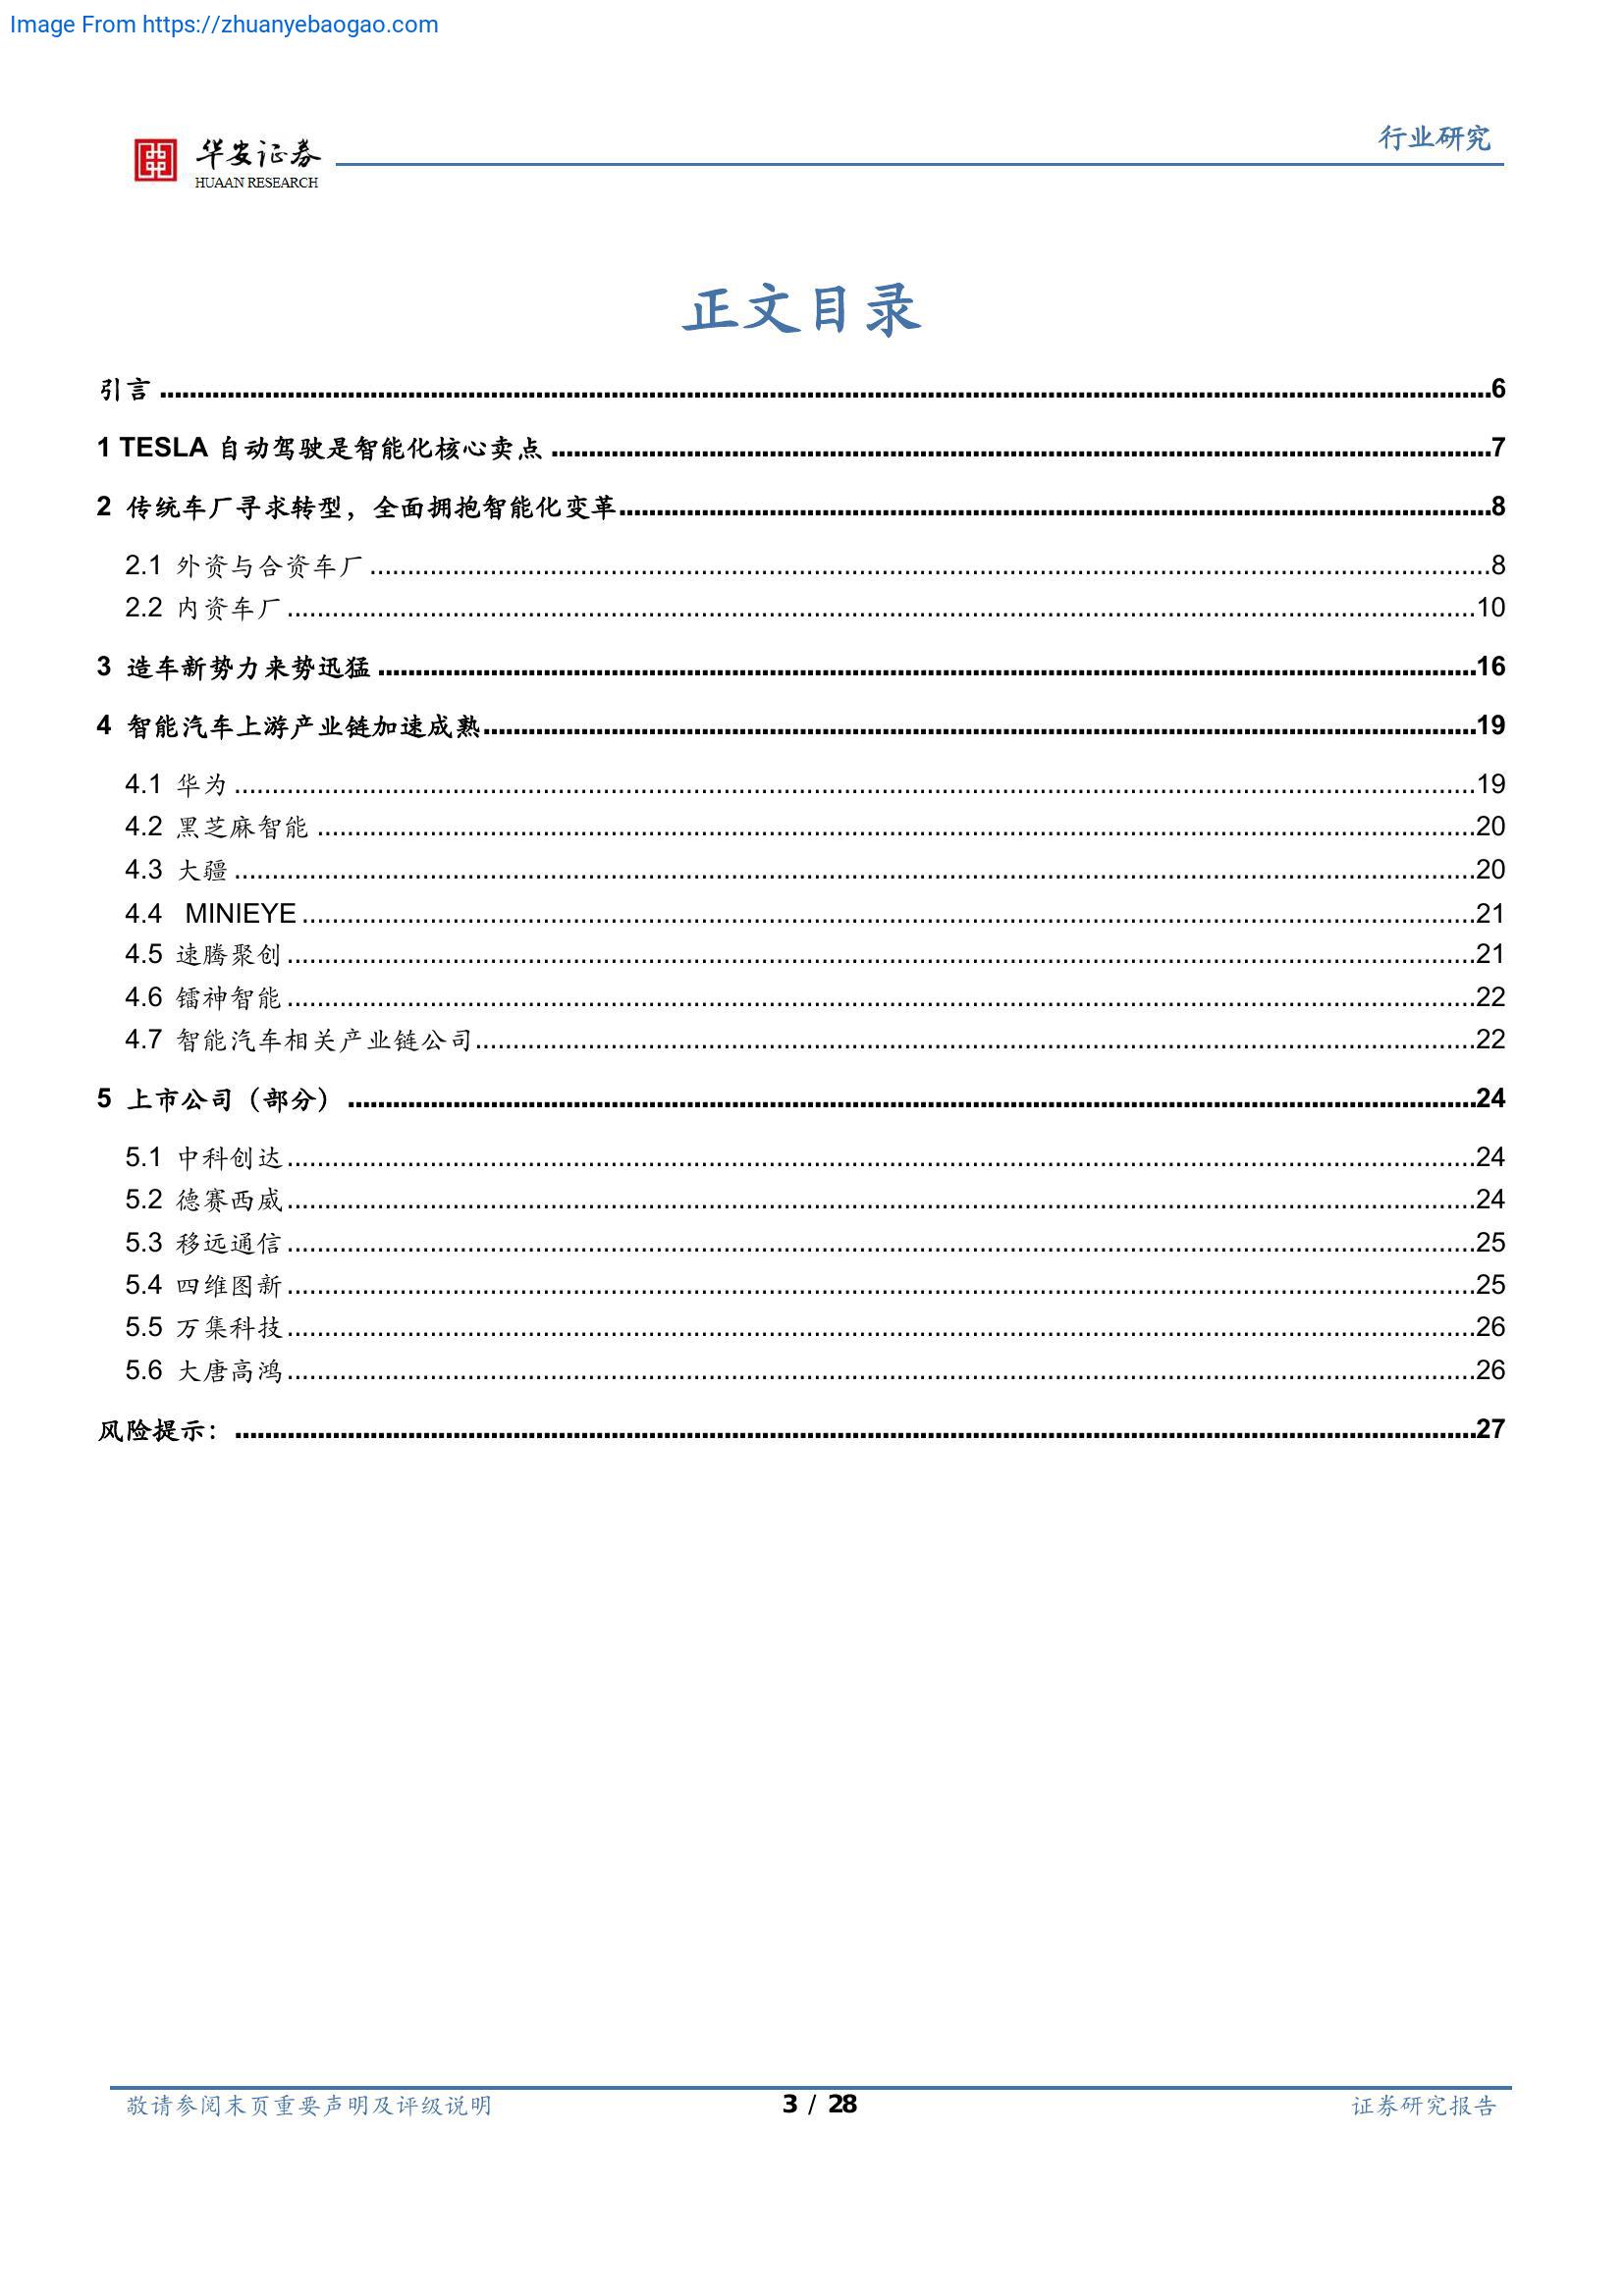 Image From https://zhuanyebaogao.com
华安证券
HUAAN RESEARCH
行业研究
正文目录
引言 ........................................ 6
1 TESLA 自动驾驶是智能化核心卖点 ........................................ 7
2 传统车厂寻求转型，全面拥抱智能化变革 ........................................ 8
2.1 外资与合资车厂 ........................................ 8
2.2 内资车厂 ........................................ 10
3 造车新势力来势迅猛 ........................................ 16
4 智能汽车上游产业链加速成熟 ........................................ 19
4.1 华为 ........................................ 19
4.2 黑芝麻智能 ........................................ 20
4.3 大疆 ........................................ 20
4.4 MINIEYE ........................................ 21
4.5 速腾聚创 ........................................ 21
4.6 镭神智能 ........................................ 22
4.7 智能汽车相关产业链公司 ........................................ 22
5 上市公司（部分） ........................................ 24
5.1 中科创达 ........................................ 24
5.2 德赛西威 ........................................ 24
5.3 移远通信 ........................................ 25
5.4 四维图新 ........................................ 25
5.5 万集科技 ........................................ 26
5.6 大唐高鸿 ........................................ 26
风险提示： ........................................ 27
敬请参阅末页重要声明及评级说明
3 / 28
证券研究报告